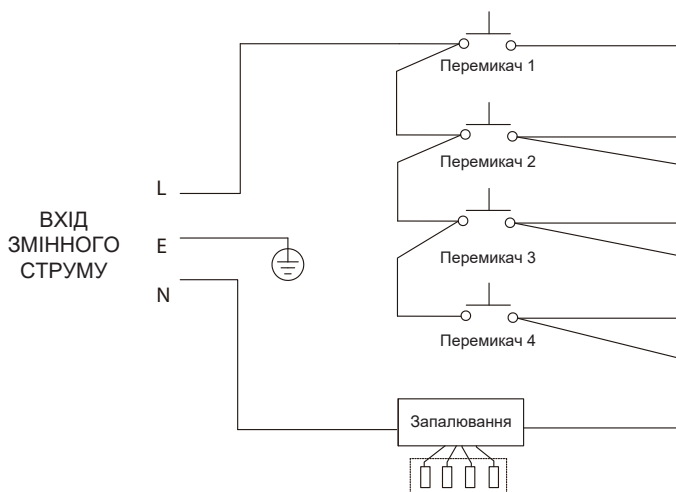 Перемикач 1
Перемикач 2
L
ВХІД
ЗМІННОГО
СТРУМУ
E
N
Перемикач 3
Перемикач 4
Запалювання